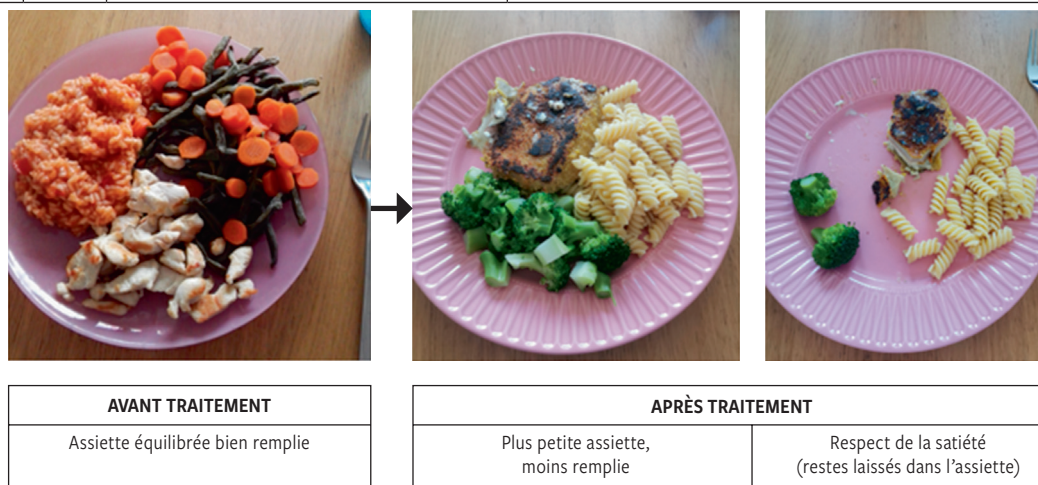 AVANT TRAITEMENT
APRÈS TRAITEMENT
Assiette équilibrée bien remplie
Plus petite assiette,
moins remplie
Respect de la satiété
(restes laissés dans l'assiette)